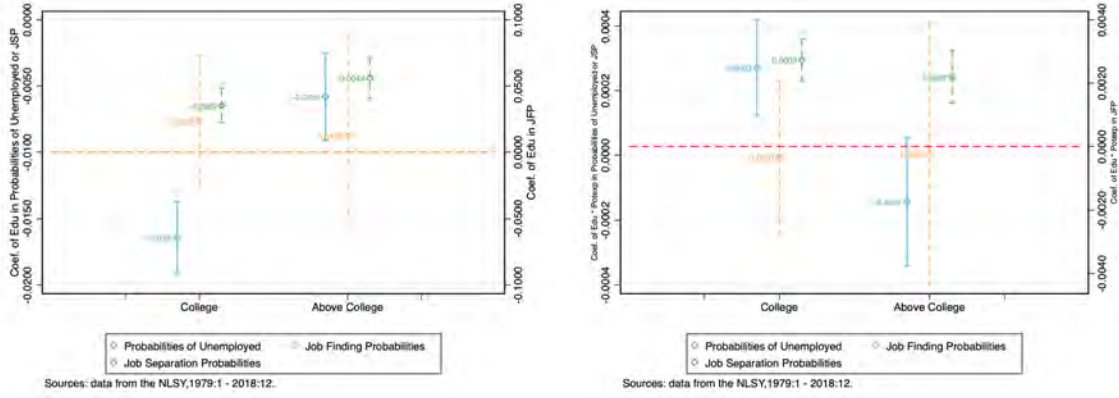 Coef. of Edu in Probabilities of Unemployed or JSP
-0.0000
-0.0050
-0.0100
-0.0150
-0.0200
0.1000
0.0500
0.0000
-0.0500
-0.1000
Coef. of Edu in JFP
College
Above College
Probabilities of Unemployed
Job Finding Probabilities
Job Separation Probabilities
Sources: data from the NLSY,1979:1 - 2018:12.
Coef. of Edu * Potexp in Probabilities of Unemployed or JSP
0.0004
0.0002
0.0000
-0.0002
-0.0004
0.0003
0.0040
0.0020
0.0000
-0.0020
-0.0040
Coef. of Edu * Potexp in JFP
College
Above College
Probabilities of Unemployed
Job Finding Probabilities
Job Separation Probabilities
Sources: data from the NLSY,1979:1 - 2018:12.